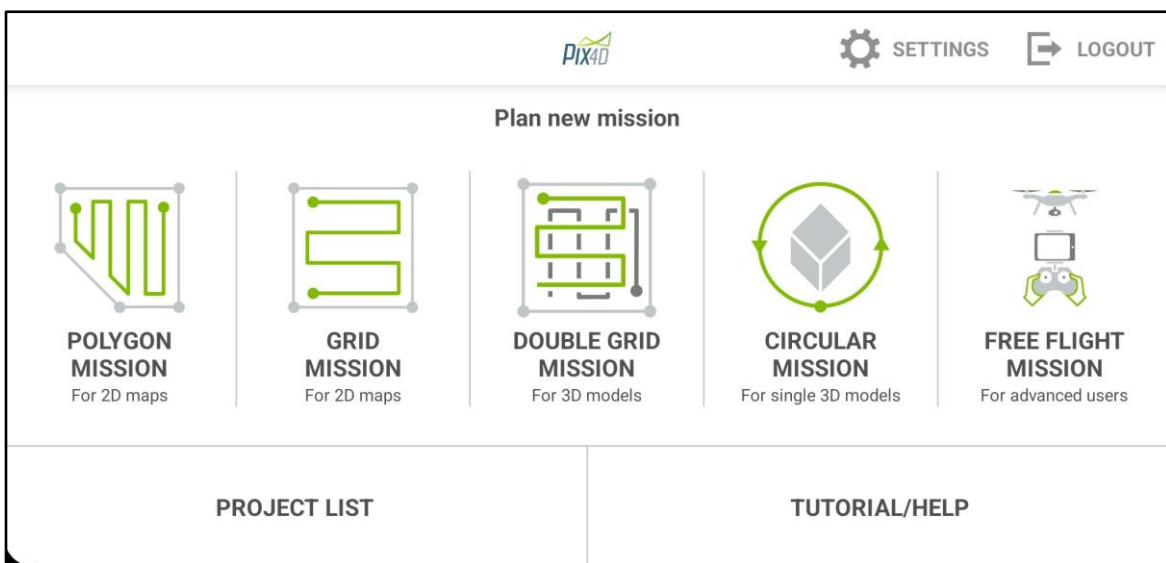 PIX4D
SETTINGS
LOGOUT
Plan new mission
POLYGON
MISSION
For 2D maps
GRID
MISSION
For 2D maps
DOUBLE GRID
MISSION
For 3D models
CIRCULAR
MISSION
For single 3D models
FREE FLIGHT
MISSION
For advanced users
PROJECT LIST
TUTORIAL/HELP